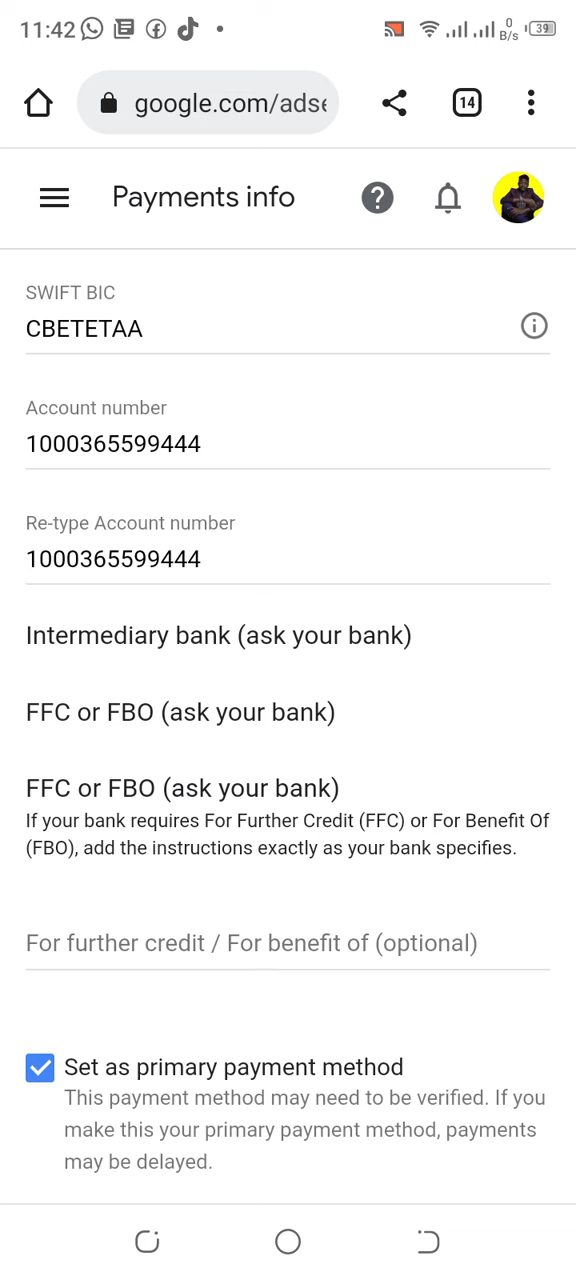 11:42
0
B/s
39
google.com/adse
14
Payments info
SWIFT BIC
CBETETAA
Account number
1000365599444
Re-type Account number
1000365599444
Intermediary bank (ask your bank)
FFC or FBO (ask your bank)
FFC or FBO (ask your bank)
If your bank requires For Further Credit (FFC) or For Benefit Of
(FBO), add the instructions exactly as your bank specifies.
For further credit / For benefit of (optional)
Set as primary payment method
This payment method may need to be verified. If you
make this your primary payment method, payments
may be delayed.